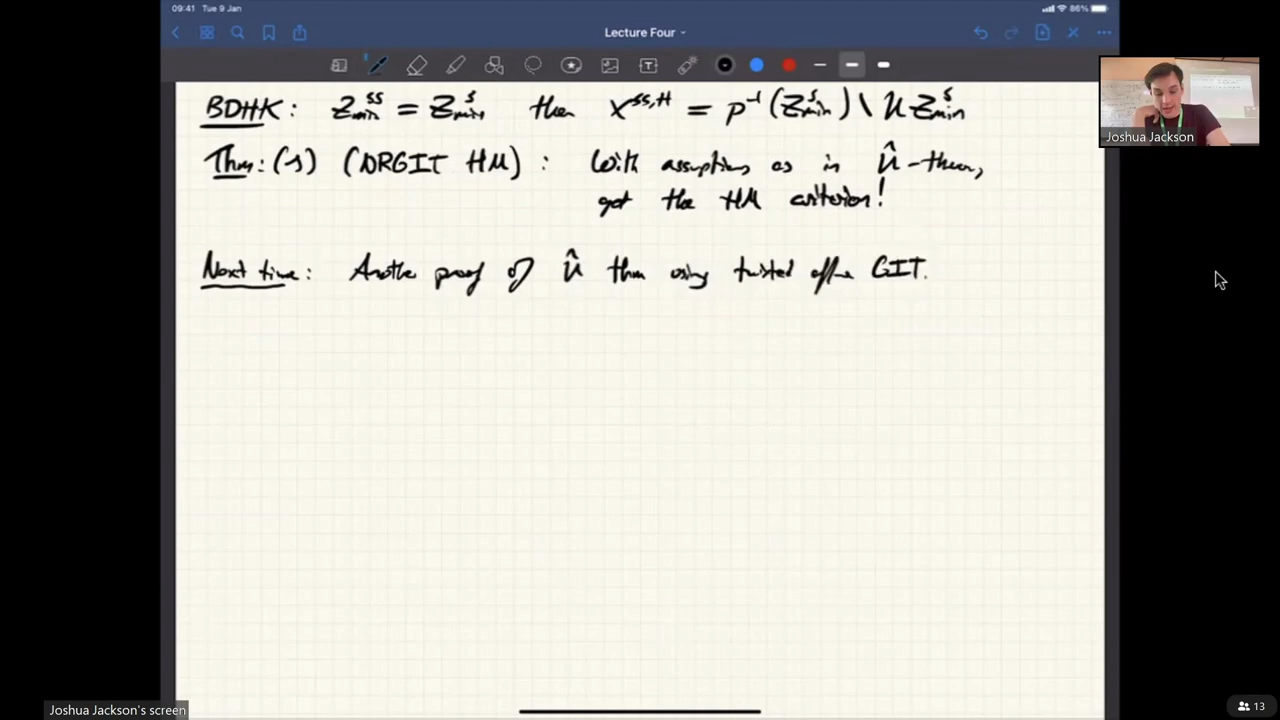 09:41 Tue 9 Jan
86%
Lecture Four
BDHK: Z_min^ss = Z_min^s then X^{ss,H} = p^{-1}(Z_min^s) \ U Z_min^s
Thm: (J) (NRGIT HM): With assumptions as in Û-thm,
get the HM criterion!
Next time: Another proof of Û thm using twisted affine GIT.
Joshua Jackson
Joshua Jackson's screen
13